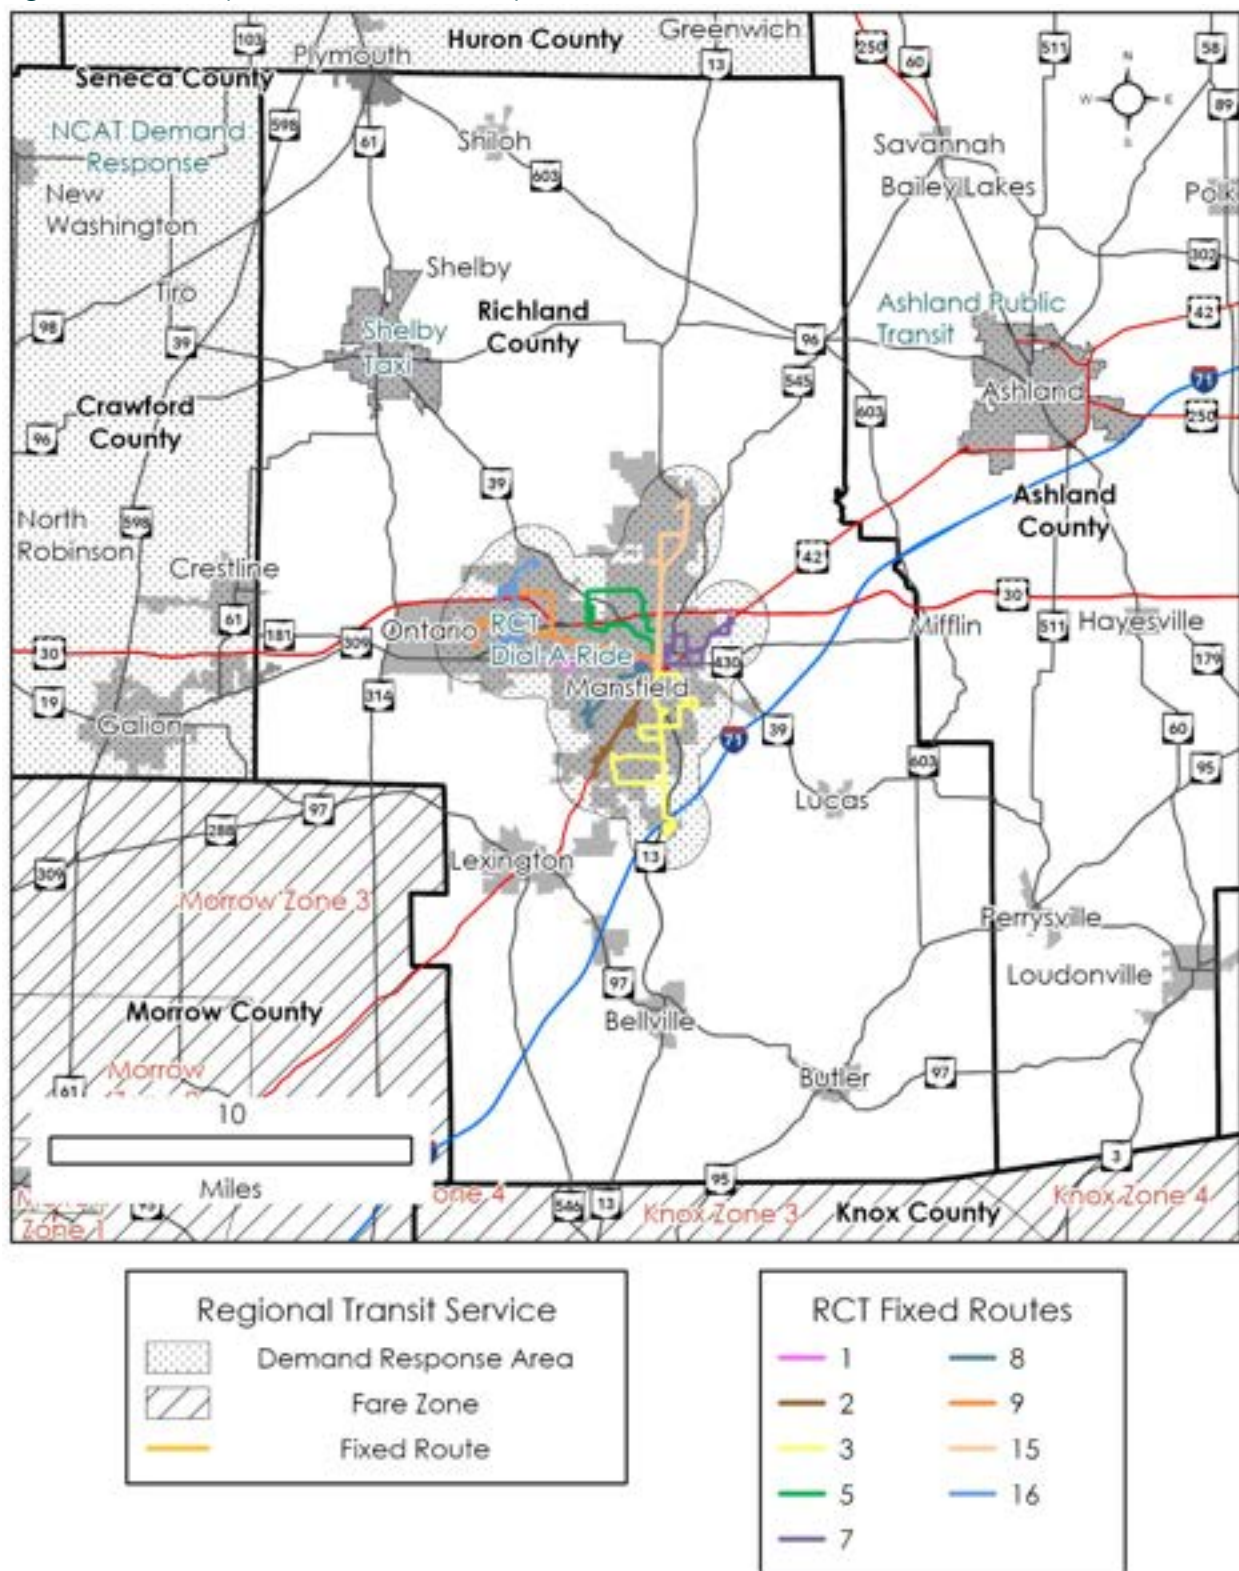 103
Plymouth
Huron County
Greenwich
13
250
60
511
58
Seneca County
N
W
E
S
89
NCAT Demand
Response
598
61
Shiloh
603
Savannah
Bailey Lakes
New
Washington
302
Tiro
Shelby
98
39
Shelby
Taxi
Richland
County
Ashland Public
Transit
42
96
545
71
Ashland
250
603
Crawford
County
96
39
Ashland
County
North
Robinson
598
42
Crestline
30
61
181
309
Ontario
RCT
Dial-A-Ride
Mifflin
511
Hayesville
30
430
179
19
314
Mansfield
Galion
71
39
60
603
95
Lucas
97
288
13
309
Lexington
Morrow Zone 3
Perrysville
Loudonville
97
Morrow County
Bellville
Morrow
Butler
97
61
10
Miles
3
95
one 4
546
13
Knox Zone 3
Knox County
Knox Zone 4
Zone 1
Regional Transit Service
Demand Response Area
Fare Zone
Fixed Route
RCT Fixed Routes
1
8
2
9
3
15
5
16
7